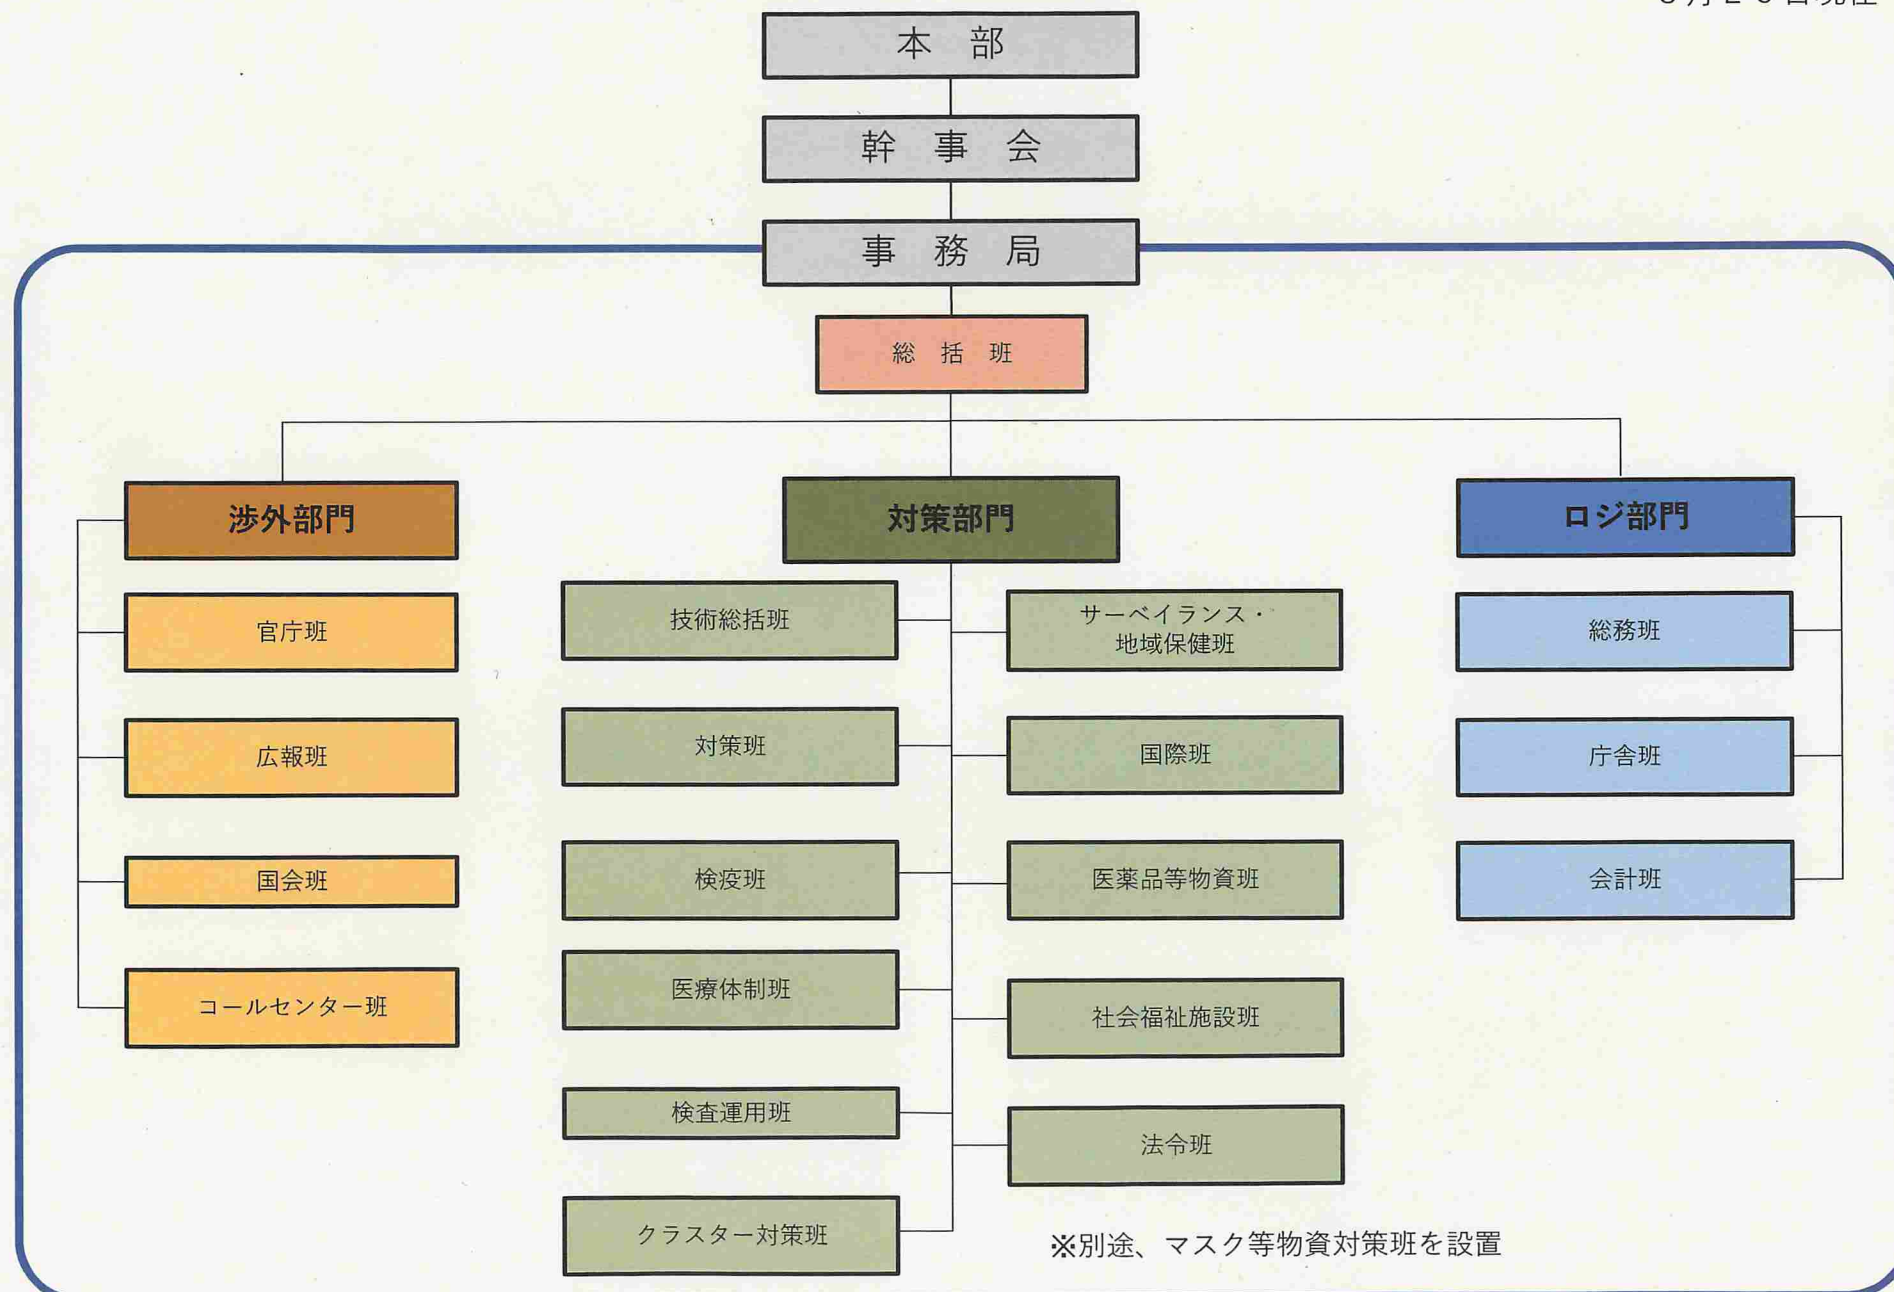 本　部
幹　事　会
事　務　局
総　括　班
渉外部門
官庁班
広報班
国会班
コールセンター班
対策部門
技術総括班
対策班
検疫班
医療体制班
検査運用班
クラスター対策班
サーベイランス・
地域保健班
国際班
医薬品等物資班
社会福祉施設班
法令班
ロジ部門
総務班
庁舎班
会計班
※別途、マスク等物資対策班を設置